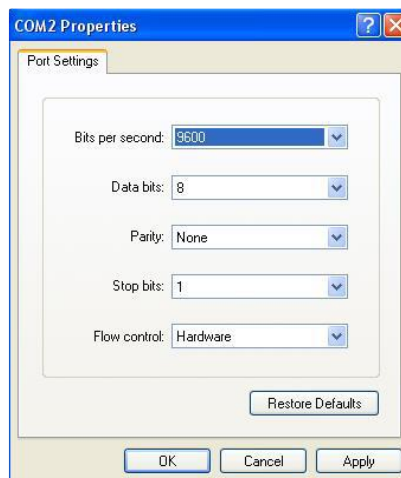 COM2 Properties
Port Settings
Bits per second: 9600
Data bits: 8
Parity: None
Stop bits: 1
Flow control: Hardware
Restore Defaults
OK Cancel Apply